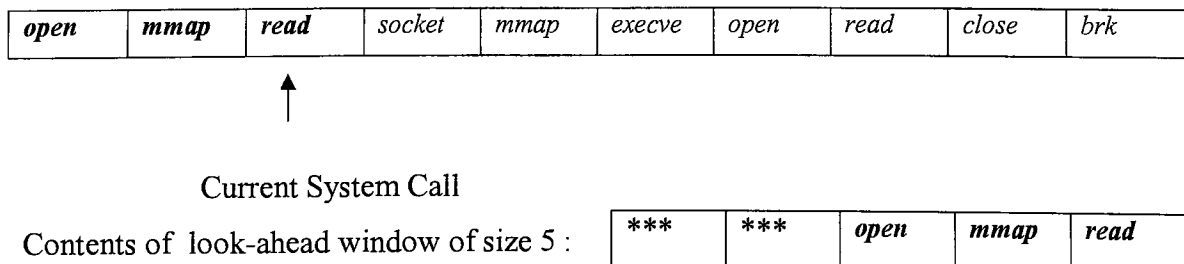 open mmap read socket mmap execve open read close brk
Current System Call
Contents of look-ahead window of size 5 : *** *** open mmap read